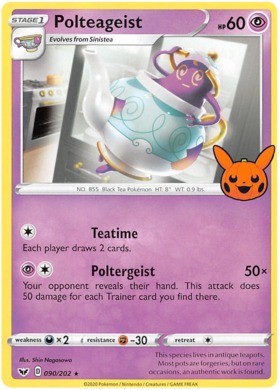 STAGE 1
Polteageist
HP 60
Evolves from Sinistea
NO. 855 Black Tea Pokémon HT: 8" WT: 0.9 lbs.
Teatime
Each player draws 2 cards.
Poltergeist 50×
Your opponent reveals their hand. This attack does
50 damage for each Trainer card you find there.
weakness ×2 resistance -30 retreat
Illus. Shin Nagasawa
D 090/202 ★
This species lives in antique teapots.
Most pots are forgeries, but on rare
occasions, an authentic work is found.
©2020 Pokémon / Nintendo / Creatures / GAME FREAK